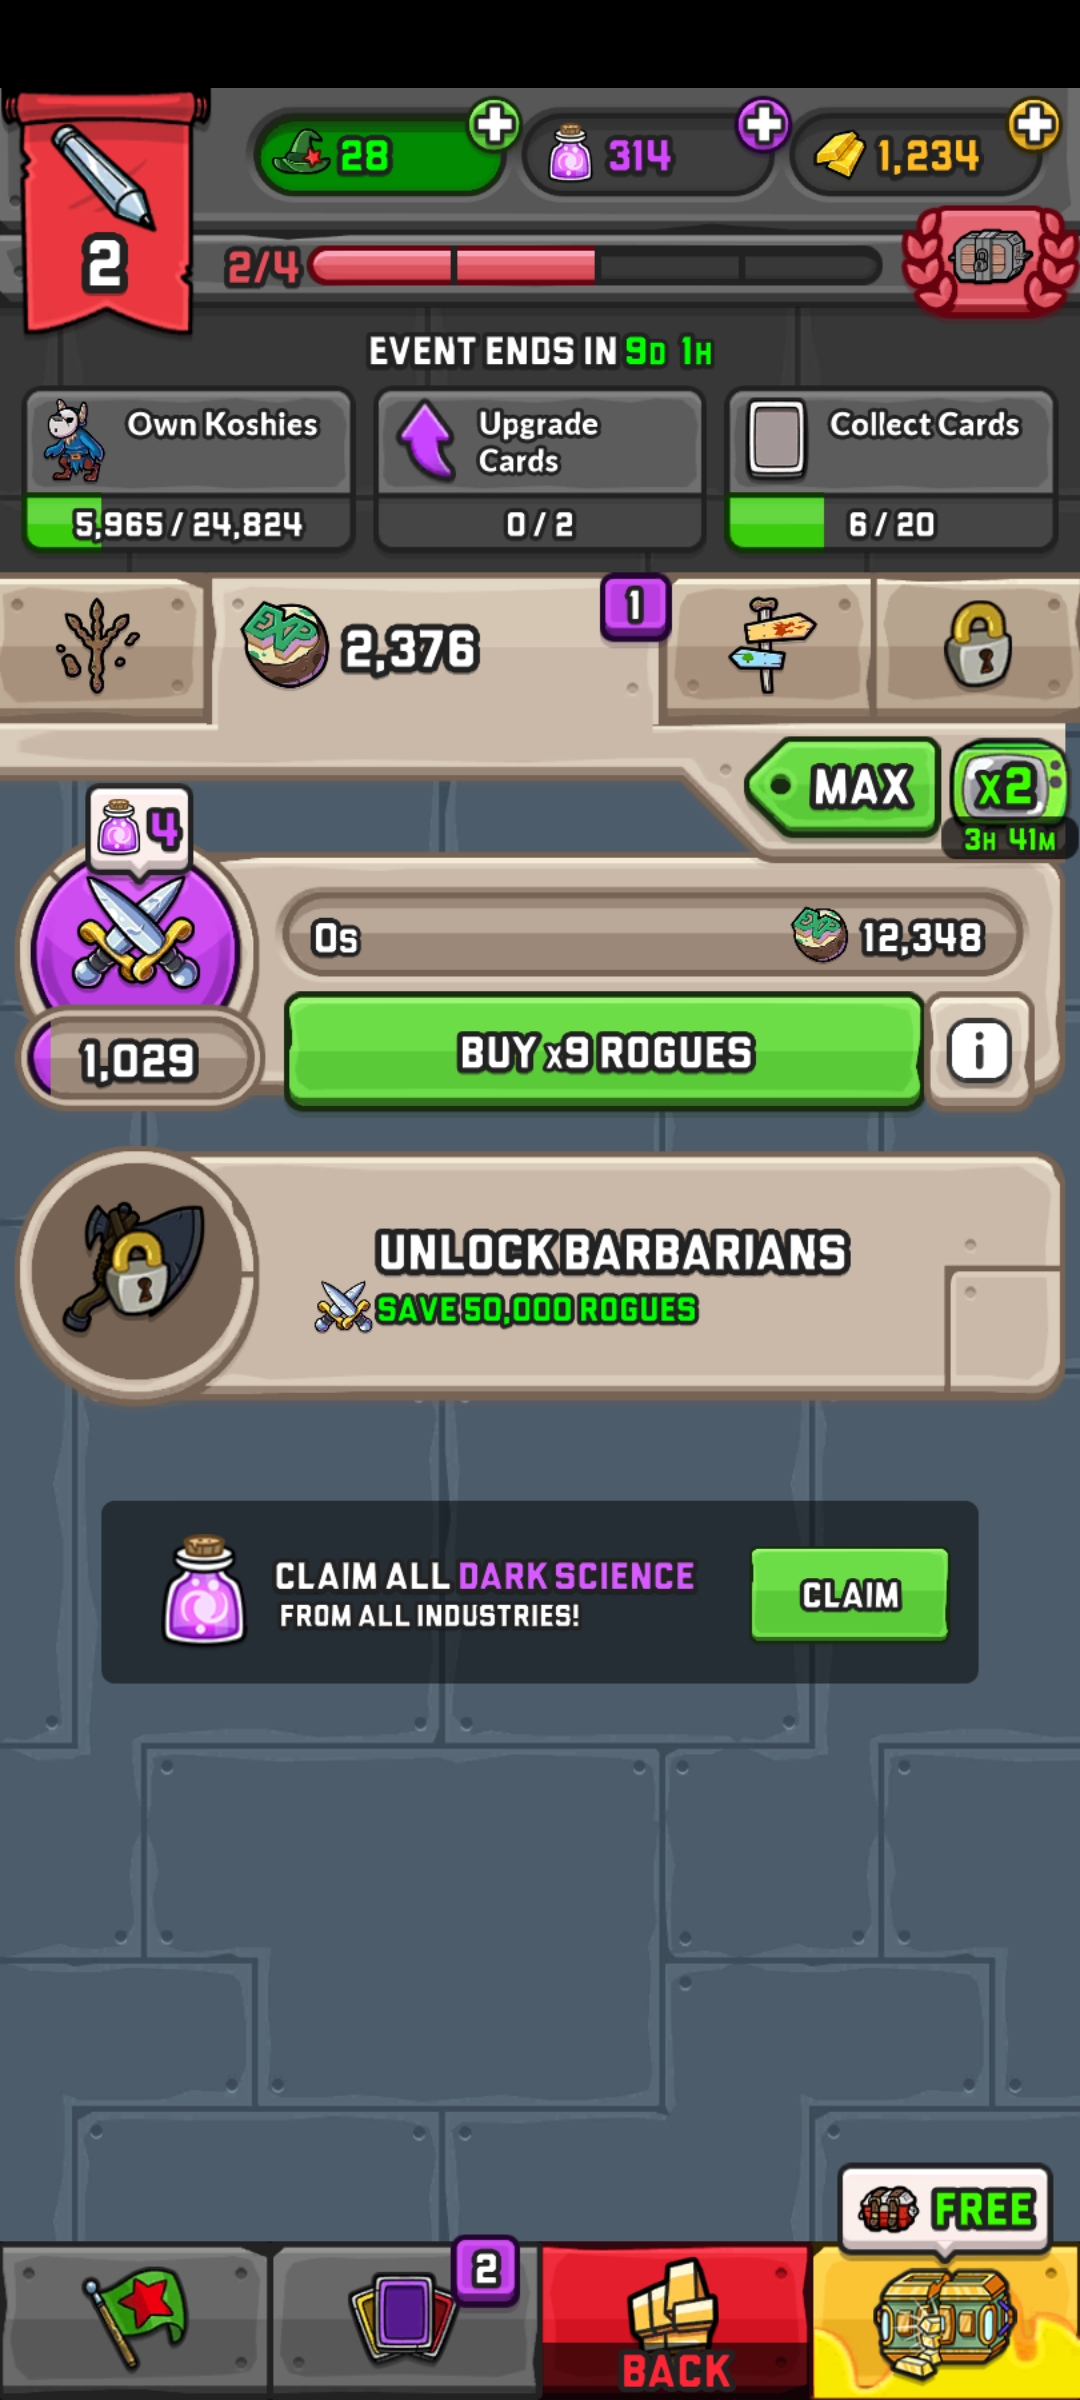 28
314
1,234
2
2/4
EVENT ENDS IN 9D 1H
Own Koshies
5,965 / 24,824
Upgrade
Cards
0 / 2
Collect Cards
6 / 20
EXP
2,376
1
MAX
x2
3H 41M
4
0s
EXP
12,348
1,029
BUY x9 ROGUES
i
UNLOCK BARBARIANS
SAVE 50,000 ROGUES
CLAIM ALL DARK SCIENCE
FROM ALL INDUSTRIES!
CLAIM
FREE
2
BACK